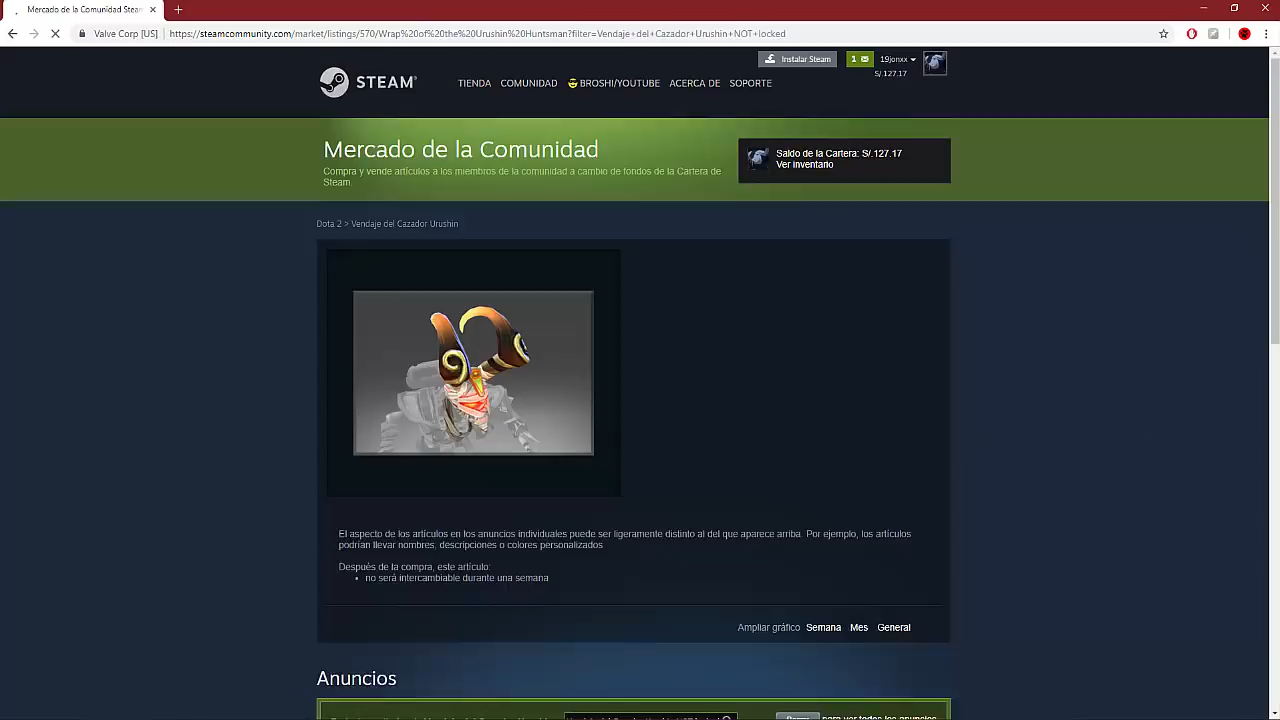 Mercado de la Comunidad Steam
Valve Corp [US] https://steamcommunity.com/market/listings/570/Wrap%20of%20the%20Urushin%20Huntsman?filter=Vendaje+del+Cazador+Urushin+NOT+locked
Instalar Steam 1 19jonxx
S/.127.17
STEAM TIENDA COMUNIDAD BROSHI/YOUTUBE ACERCA DE SOPORTE
Mercado de la Comunidad
Compra y vende artículos a los miembros de la comunidad a cambio de fondos de la Cartera de
Steam.
Saldo de la Cartera: S/.127.17
Ver inventario
Dota 2 > Vendaje del Cazador Urushin
El aspecto de los artículos en los anuncios individuales puede ser ligeramente distinto al del que aparece arriba. Por ejemplo, los artículos
podrían llevar nombres, descripciones o colores personalizados
Después de la compra, este artículo:
• no será intercambiable durante una semana
Ampliar gráfico Semana Mes General
Anuncios
para ver todos los anuncios